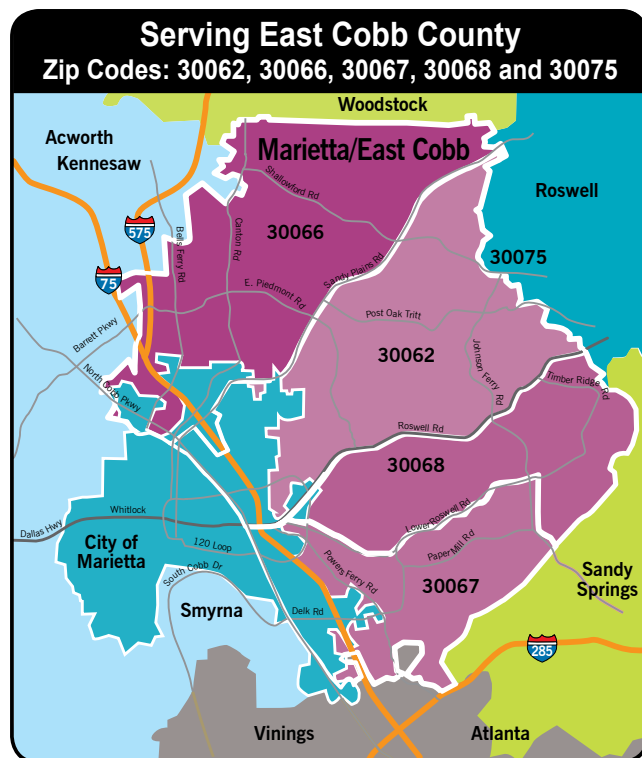 Serving East Cobb County
Zip Codes: 30062, 30066, 30067, 30068 and 30075
Woodstock
Acworth
Kennesaw
Marietta/East Cobb
Roswell
Shallowford Rd
575
Bells Ferry Rd
Canton Rd
30066
30075
75
Sandy Plains Rd
E. Piedmont Rd
Post Oak Tritt
Barrett Pkwy
30062
Johnson Ferry Rd
North Cobb Pkwy
Timber Ridge Rd
Roswell Rd
30068
Whitlock
Dallas Hwy
Lower Roswell Rd
City of
Marietta
120 Loop
PaperMill Rd
Powers Ferry Rd
30067
Sandy
Springs
South Cobb Dr
Smyrna
Delk Rd
285
Vinings
Atlanta